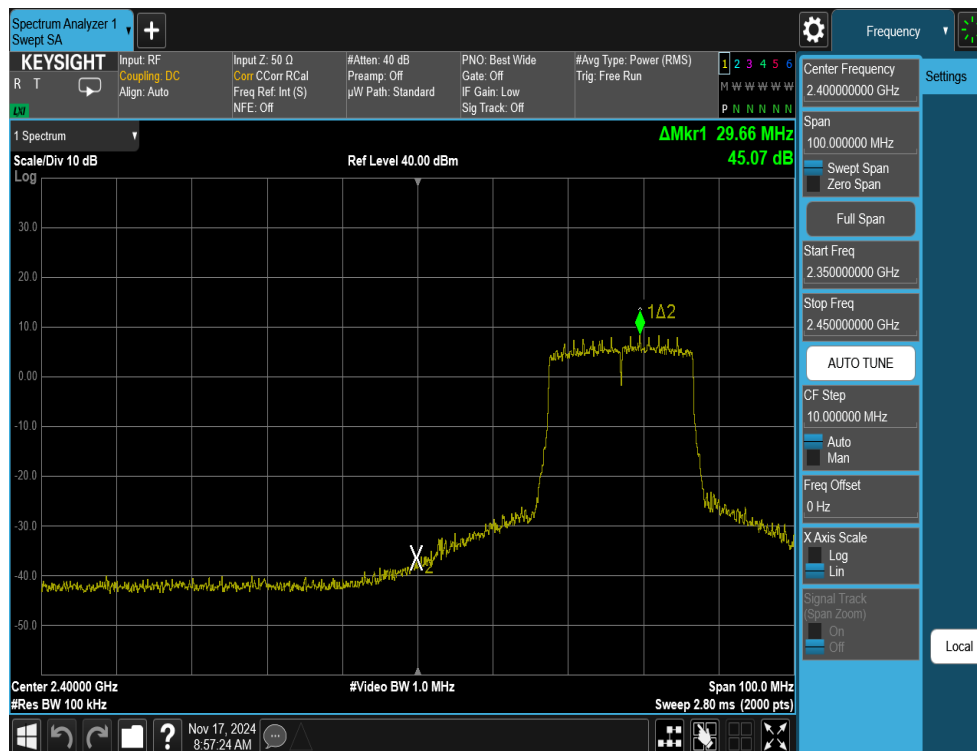 Spectrum Analyzer 1
Swept SA
Frequency
KEYSIGHT
R T
LXI
Input: RF
Coupling: DC
Align: Auto
Input Z: 50 Ω
Corr CCorr RCal
Freq Ref: Int (S)
NFE: Off
#Atten: 40 dB
Preamp: Off
µW Path: Standard
PNO: Best Wide
Gate: Off
IF Gain: Low
Sig Track: Off
#Avg Type: Power (RMS)
Trig: Free Run
1 2 3 4 5 6
M W W W W W
P N N N N N
1 Spectrum
Scale/Div 10 dB
Log
Ref Level 40.00 dBm
ΔMkr1 29.66 MHz
45.07 dB
30.0
20.0
10.0
0.00
-10.0
-20.0
-30.0
-40.0
-50.0
1Δ2
X2
Center 2.40000 GHz
#Res BW 100 kHz
#Video BW 1.0 MHz
Span 100.0 MHz
Sweep 2.80 ms (2000 pts)
Center Frequency
2.400000000 GHz
Span
100.000000 MHz
Swept Span
Zero Span
Full Span
Start Freq
2.350000000 GHz
Stop Freq
2.450000000 GHz
AUTO TUNE
CF Step
10.000000 MHz
Auto
Man
Freq Offset
0 Hz
X Axis Scale
Log
Lin
Signal Track
(Span Zoom)
On
Off
Settings
Local
?
Nov 17, 2024
8:57:24 AM